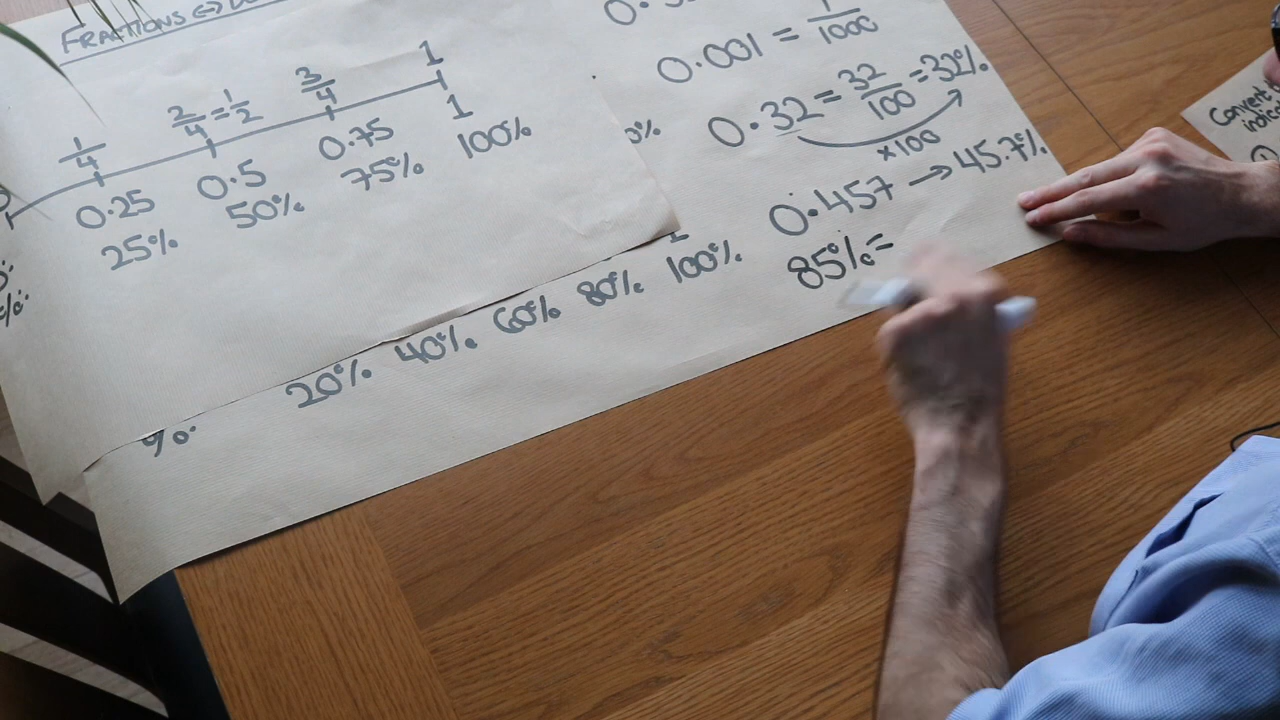 FRACTIONS ⇔
1/4 2/4 = 1/2 3/4 1
0.25 0.5 0.75 1
25% 50% 75% 100%
20% 40% 60% 80% 100%
0.001 = 1/1000
0.32 = 32/100 = 32%
×100
0.457 → 45.7%
85% =
Convert
indic